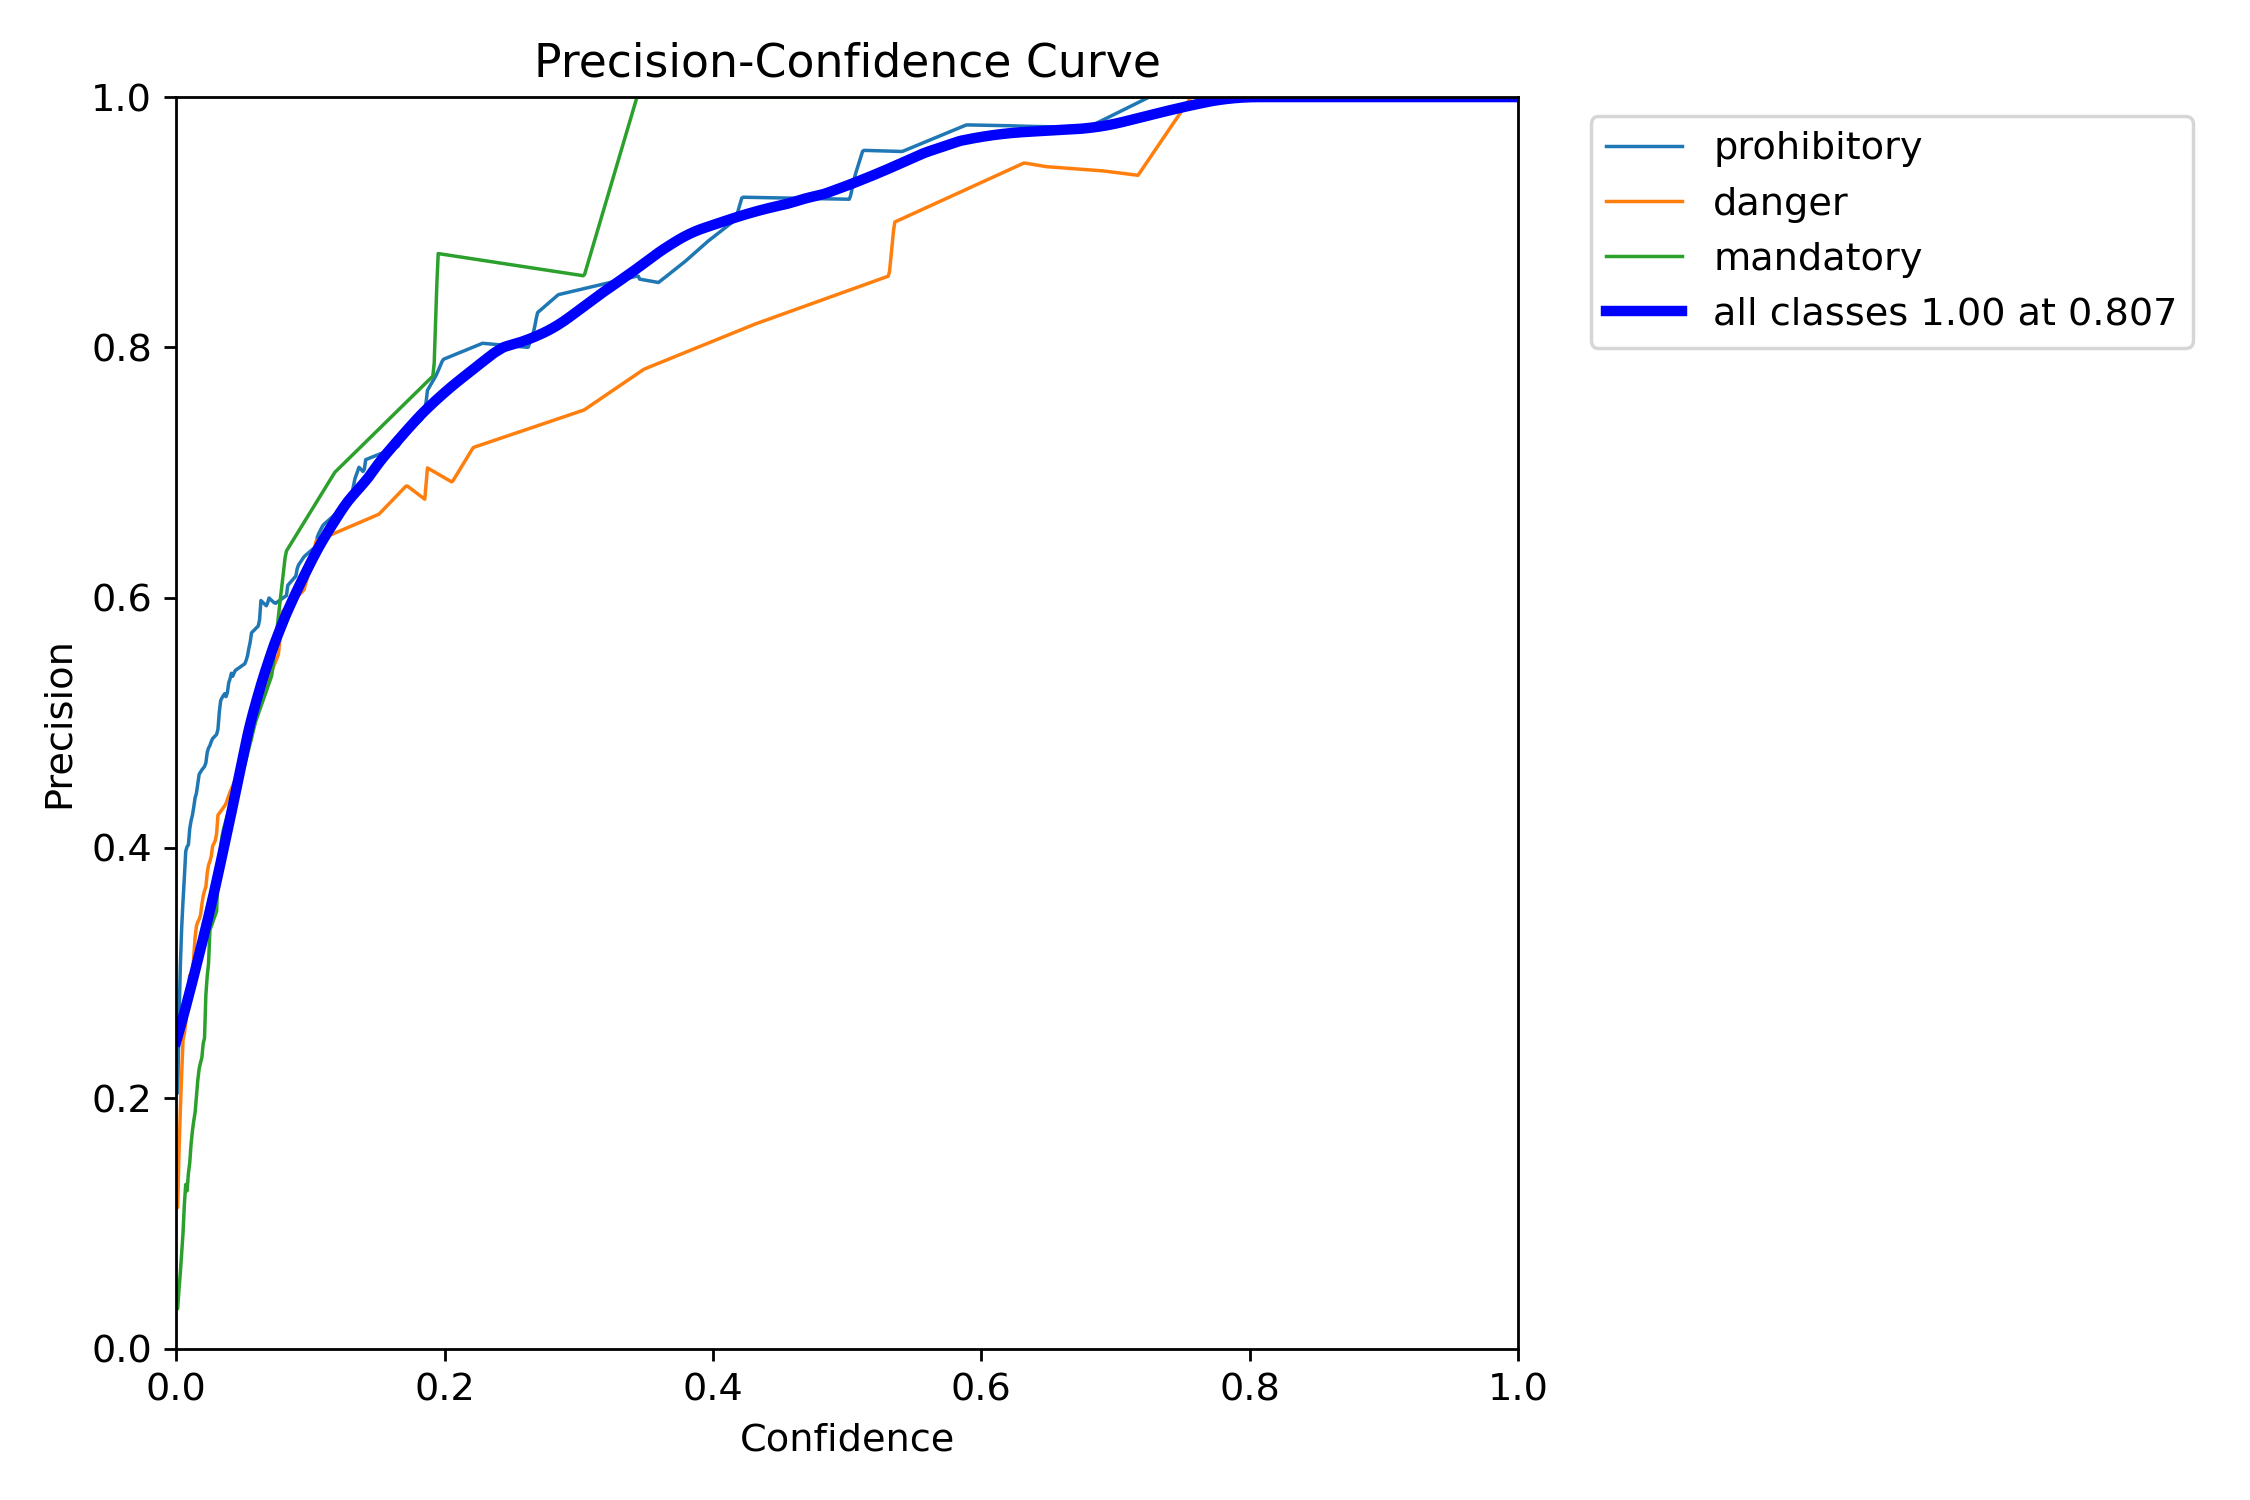 Precision-Confidence Curve
1.0
0.8
0.6
0.4
0.2
0.0
Precision
0.0 0.2 0.4 0.6 0.8 1.0
Confidence
prohibitory
danger
mandatory
all classes 1.00 at 0.807